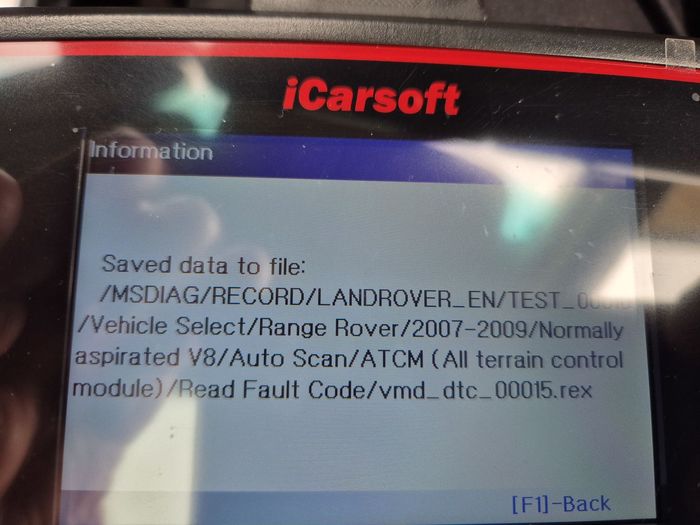 iCarsoft
Information
Saved data to file:
/MSDIAG/RECORD/LANDROVER_EN/
/Vehicle Select/Range Rover/2007-2009/Normally
aspirated V8/Auto Scan/ATCM (All terrain control
module)/Read Fault Code/vmd_dtc_00015.rex
[F1]-Back